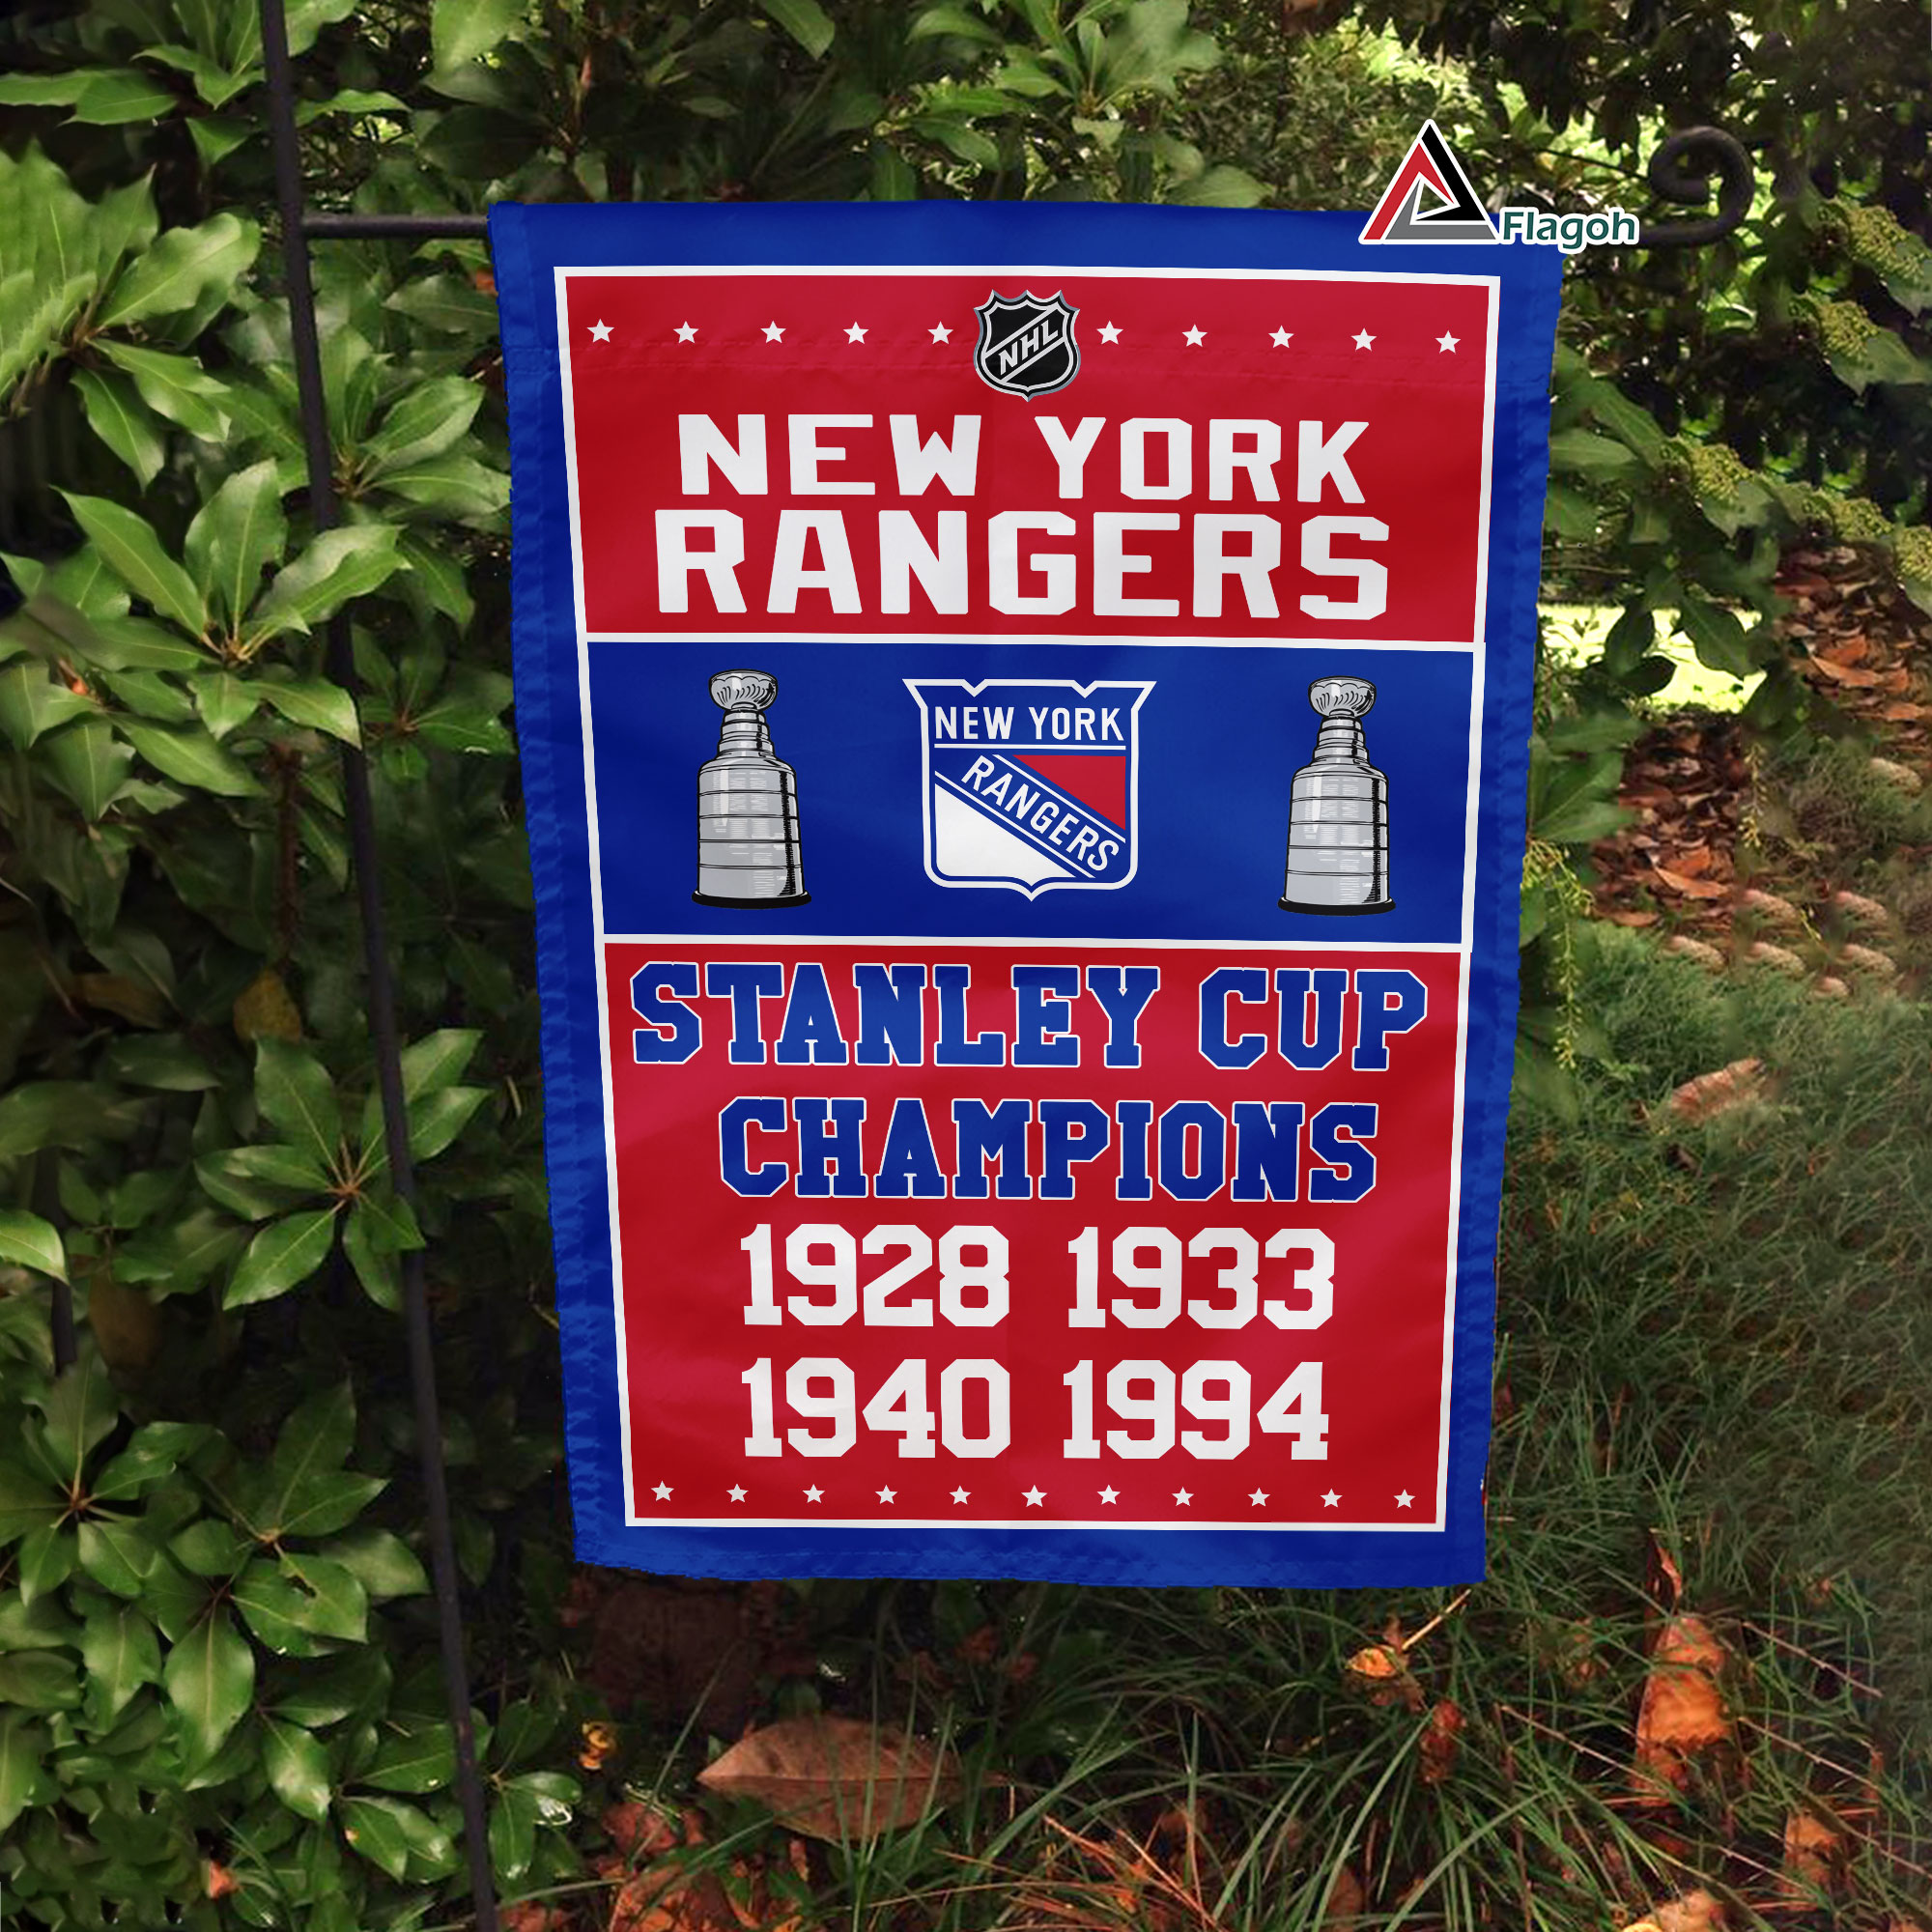 Flagoh
NHL
NEW YORK
RANGERS
NEW YORK
RANGERS
STANLEY CUP
CHAMPIONS
1928 1933
1940 1994